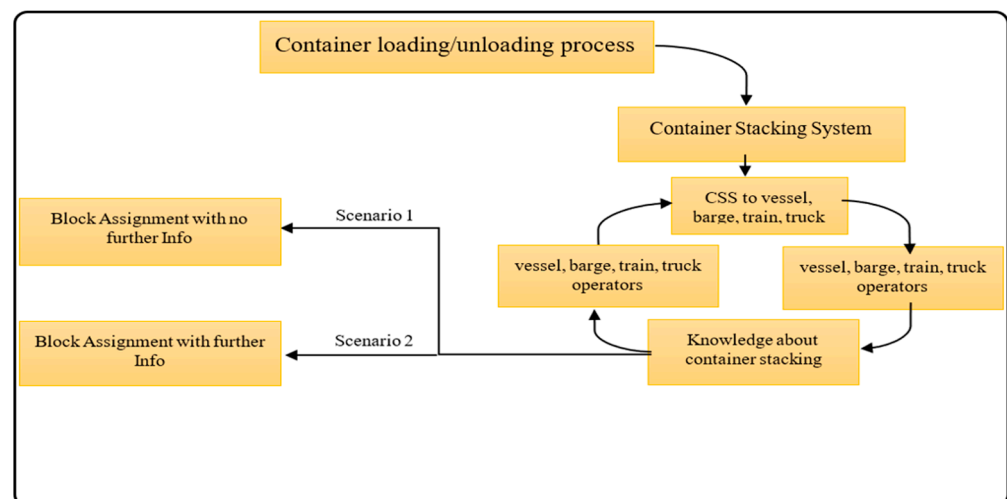 Container loading/unloading process
Container Stacking System
CSS to vessel,
barge, train, truck
vessel, barge, train, truck
operators
vessel, barge, train, truck
operators
Knowledge about
container stacking
Scenario 1
Block Assignment with no
further Info
Scenario 2
Block Assignment with further
Info